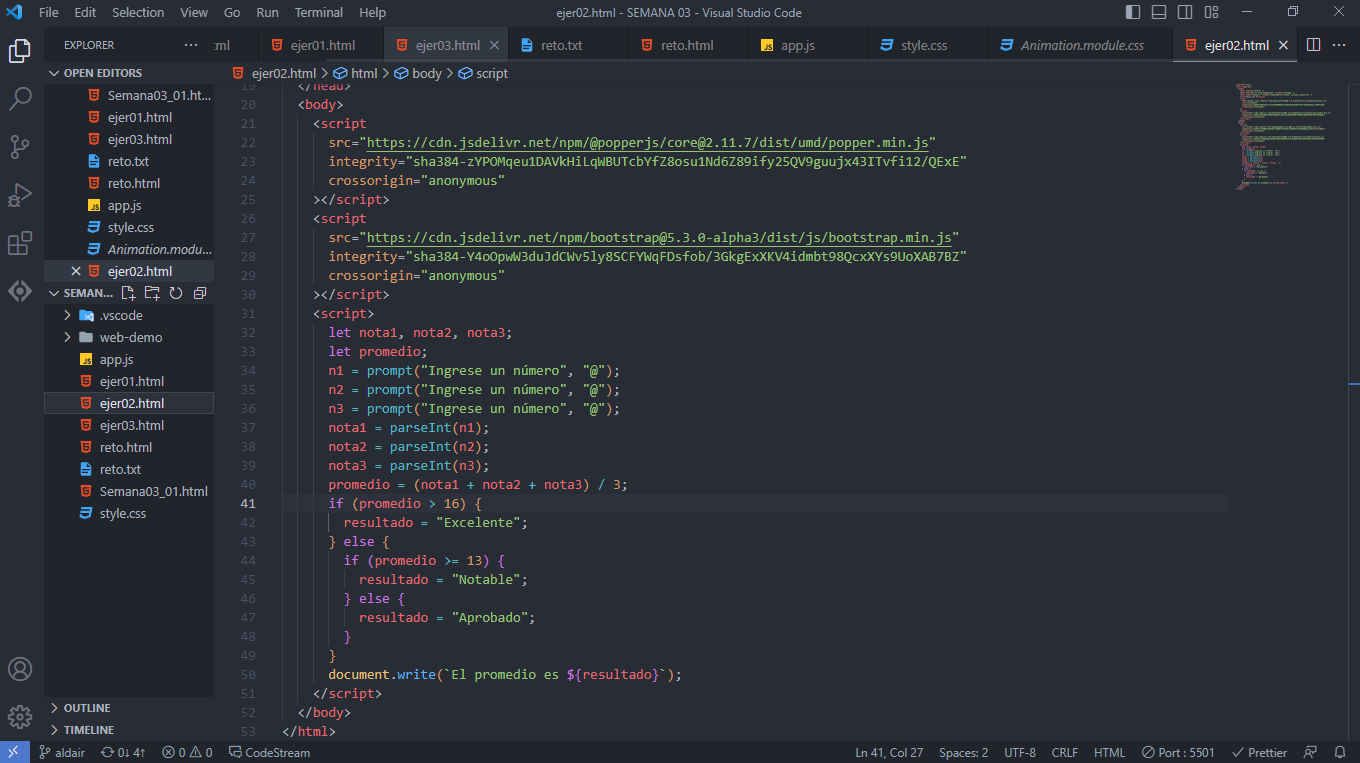 File Edit Selection View Go Run Terminal Help ejer02.html - SEMANA 03 - Visual Studio Code
EXPLORER ··· ml ejer01.html ejer03.html reto.txt reto.html JS app.js style.css Animation.module.css ejer02.html ···
OPEN EDITORS
Semana03_01.ht...
ejer01.html
ejer03.html
reto.txt
reto.html
JS app.js
style.css
Animation.modu...
ejer02.html
SEMAN...
.vscode
web-demo
JS app.js
ejer01.html
ejer02.html
ejer03.html
reto.html
reto.txt
Semana03_01.html
style.css
OUTLINE
TIMELINE
ejer02.html > html > body > script
19 </head>
20 <body>
21 <script
22 src="https://cdn.jsdelivr.net/npm/@popperjs/core@2.11.7/dist/umd/popper.min.js"
23 integrity="sha384-zYPOMqeu1DAVkHiLqWBUTcbYfZ8osu1Nd6Z89ify25QV9guujx43ITvfi12/QExE"
24 crossorigin="anonymous"
25 ></script>
26 <script
27 src="https://cdn.jsdelivr.net/npm/bootstrap@5.3.0-alpha3/dist/js/bootstrap.min.js"
28 integrity="sha384-Y4oOpwW3duJdCWv5ly8SCFYWqFDsfob/3GkgExXKV4idmbt98QcxXYs9UoXAB7BZ"
29 crossorigin="anonymous"
30 ></script>
31 <script>
32 let nota1, nota2, nota3;
33 let promedio;
34 n1 = prompt("Ingrese un número", "@");
35 n2 = prompt("Ingrese un número", "@");
36 n3 = prompt("Ingrese un número", "@");
37 nota1 = parseInt(n1);
38 nota2 = parseInt(n2);
39 nota3 = parseInt(n3);
40 promedio = (nota1 + nota2 + nota3) / 3;
41 if (promedio > 16) {
42 resultado = "Excelente";
43 } else {
44 if (promedio >= 13) {
45 resultado = "Notable";
46 } else {
47 resultado = "Aprobado";
48 }
49 }
50 document.write(`El promedio es ${resultado}`);
51 </script>
52 </body>
53 </html>
aldair 0↓ 4↑ 0 0 CodeStream Ln 41, Col 27 Spaces: 2 UTF-8 CRLF HTML Port : 5501 Prettier